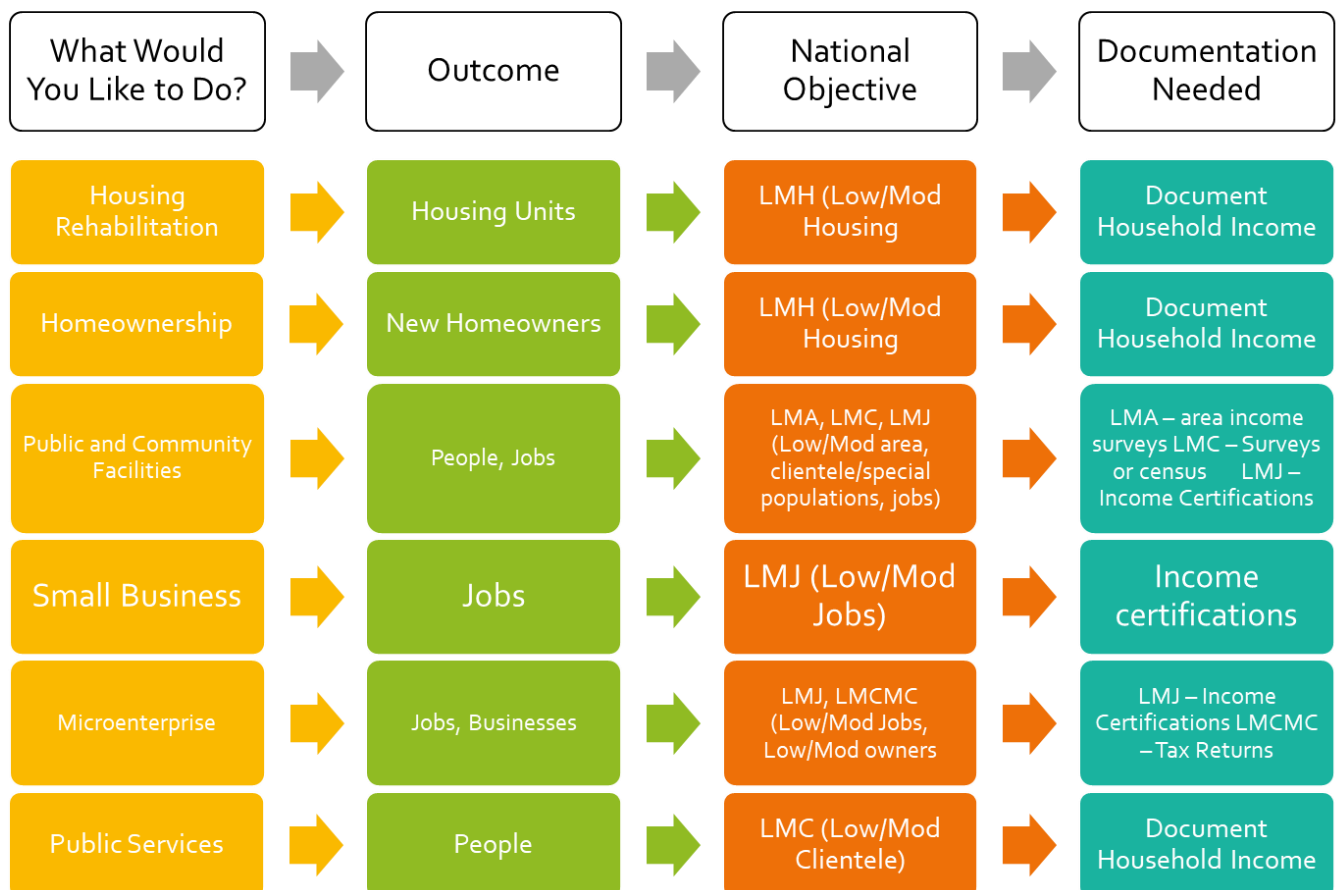 What Would
You Like to Do?
Outcome
National
Objective
Documentation
Needed
Housing
Rehabilitation
Housing Units
LMH (Low/Mod
Housing
Document
Household Income
Homeownership
New Homeowners
LMH (Low/Mod
Housing
Document
Household Income
Public and Community
Facilities
People, Jobs
LMA, LMC, LMJ
(Low/Mod area,
clientele/special
populations, jobs)
LMA – area income
surveys LMC – Surveys
or census LMJ –
Income Certifications
Small Business
Jobs
LMJ (Low/Mod
Jobs)
Income
certifications
Microenterprise
Jobs, Businesses
LMJ, LMCMC
(Low/Mod Jobs,
Low/Mod owners
LMJ – Income
Certifications LMCMC
– Tax Returns
Public Services
People
LMC (Low/Mod
Clientele)
Document
Household Income